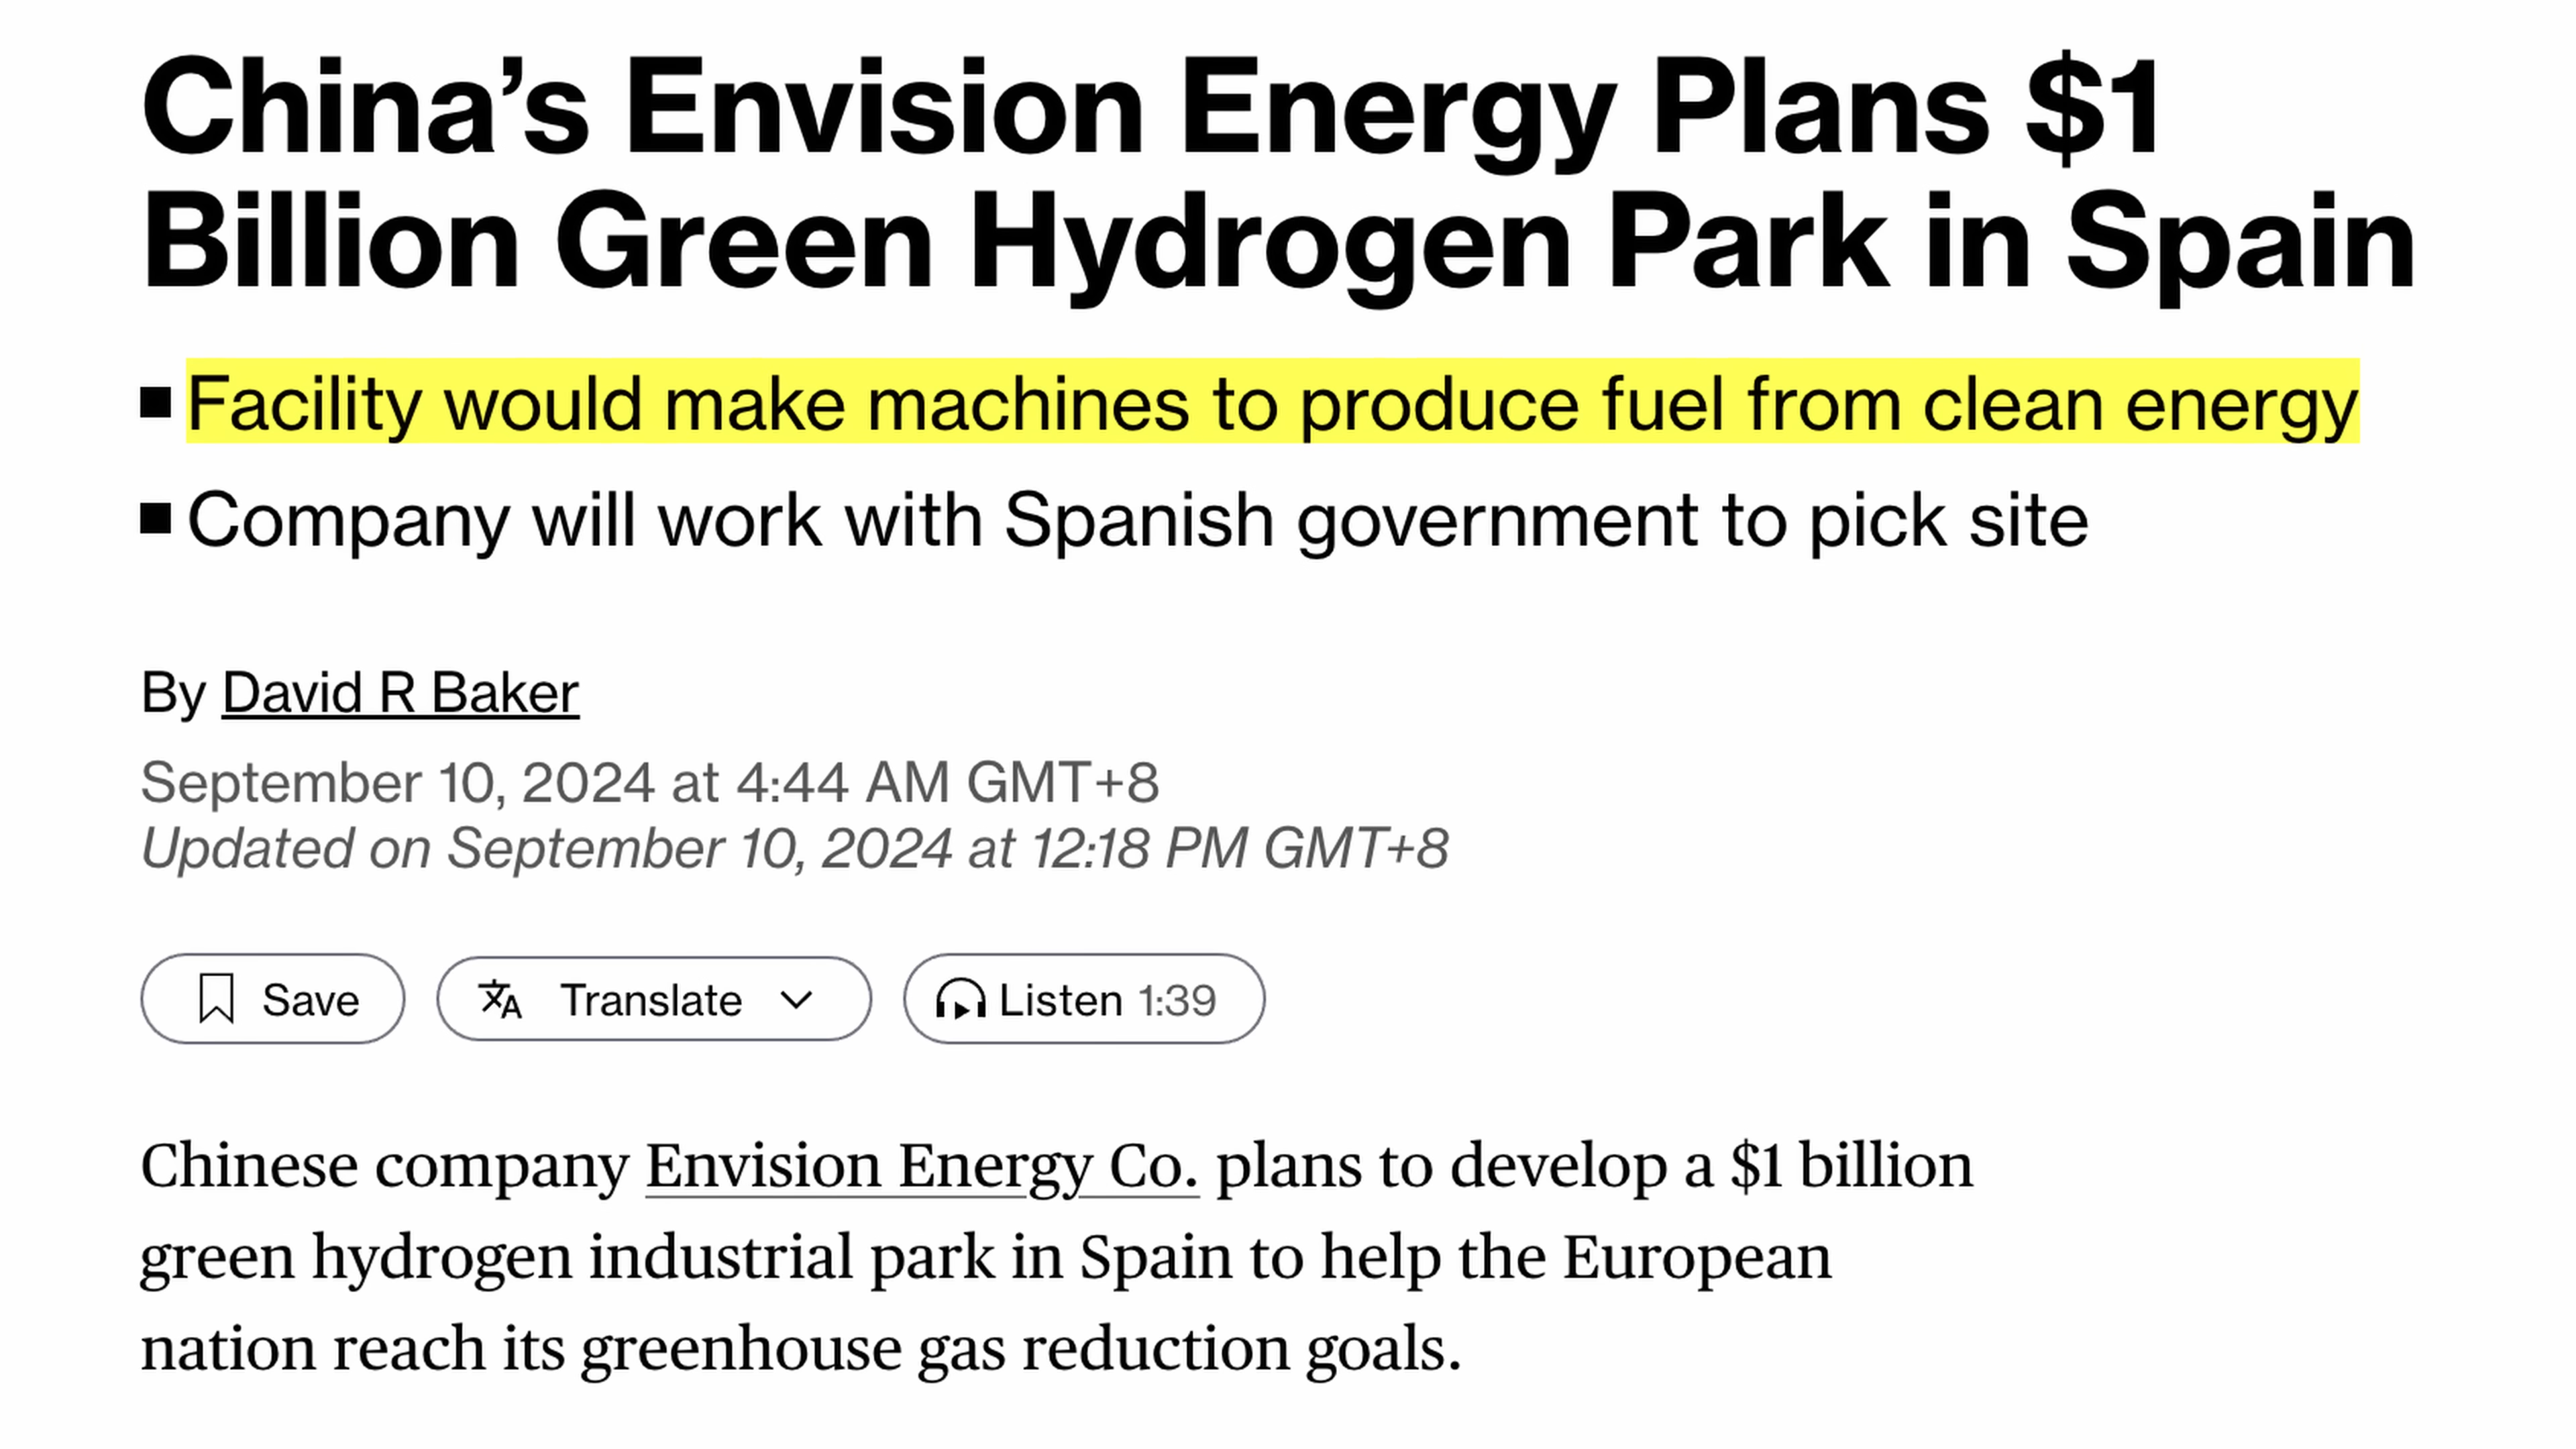 China’s Envision Energy Plans $1
Billion Green Hydrogen Park in Spain
Facility would make machines to produce fuel from clean energy
Company will work with Spanish government to pick site
By David R Baker
September 10, 2024 at 4:44 AM GMT+8
Updated on September 10, 2024 at 12:18 PM GMT+8
Save Translate Listen 1:39
Chinese company Envision Energy Co. plans to develop a $1 billion
green hydrogen industrial park in Spain to help the European
nation reach its greenhouse gas reduction goals.